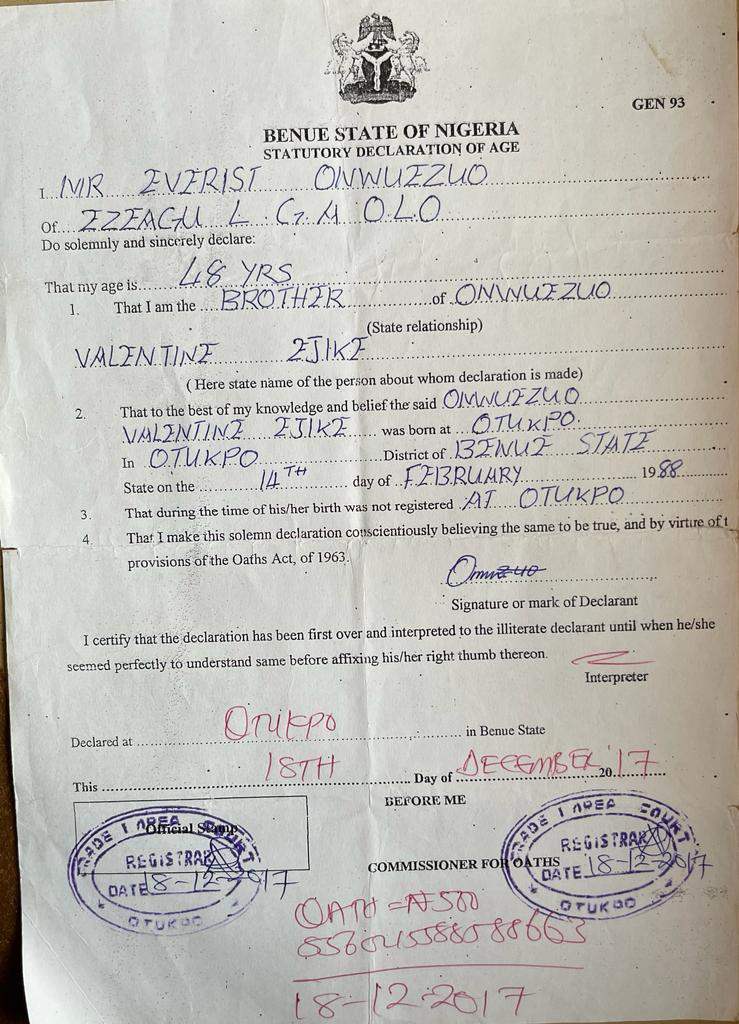 GEN 93
BENUE STATE OF NIGERIA
STATUTORY DECLARATION OF AGE
I MR EVERIST ONWUEZUO
Of EZEAGU L.G.A OLO
Do solemnly and sincerely declare:
That my age is 48 YRS
1. That I am the BROTHER of ONWUEZUO
(State relationship)
VALENTINE EJIKE
( Here state name of the person about whom declaration is made)
2. That to the best of my knowledge and belief the said ONWUEZUO
VALENTINE EJIKE was born at OTUKPO.
In OTUKPO District of BENUE STATE
State on the 14TH day of FEBRUARY 1988
3. That during the time of his/her birth was not registered AT OTUKPO
4. That I make this solemn declaration conscientiously believing the same to be true, and by virtue of t
provisions of the Oaths Act, of 1963.
Signature or mark of Declarant
I certify that the declaration has been first over and interpreted to the illiterate declarant until when he/she
seemed perfectly to understand same before affixing his/her right thumb thereon.
Interpreter
Declared at OTUKPO in Benue State
This 18TH Day of DECEMBER 2017
BEFORE ME
Official Stamp
GRADE I AREA COURT
REGISTRAR
DATE 18-12-2017
OTUKPO
COMMISSIONER FOR OATHS
GRADE I AREA COURT
REGISTRAR
DATE 18-12-2017
OTUKPO
OATH = ₦500
18-12-2017